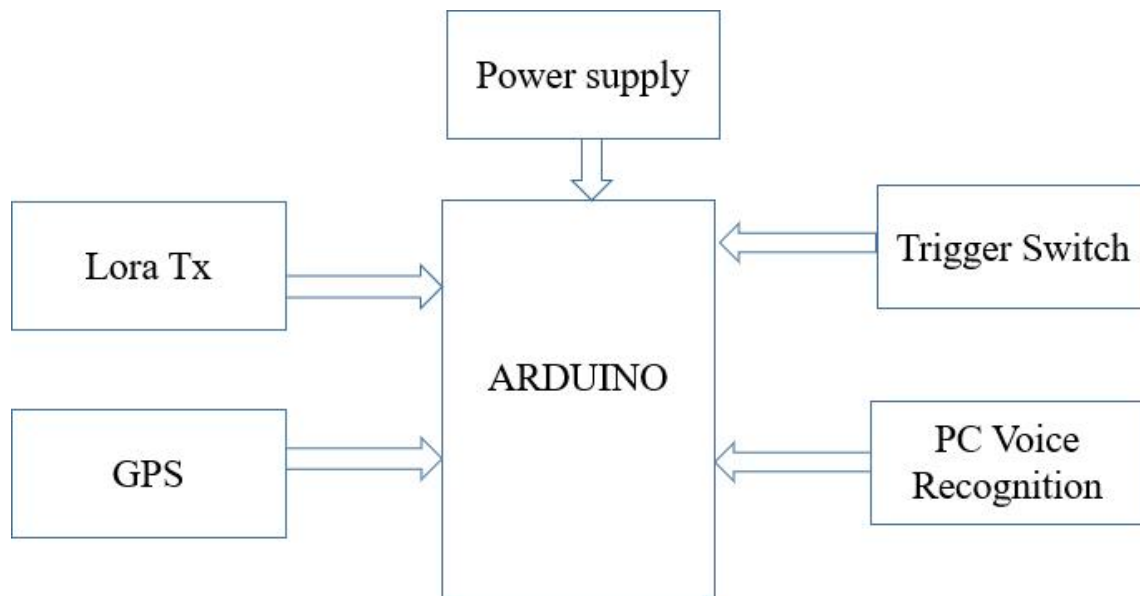 Power supply
Lora Tx
Trigger Switch
ARDUINO
GPS
PC Voice
Recognition